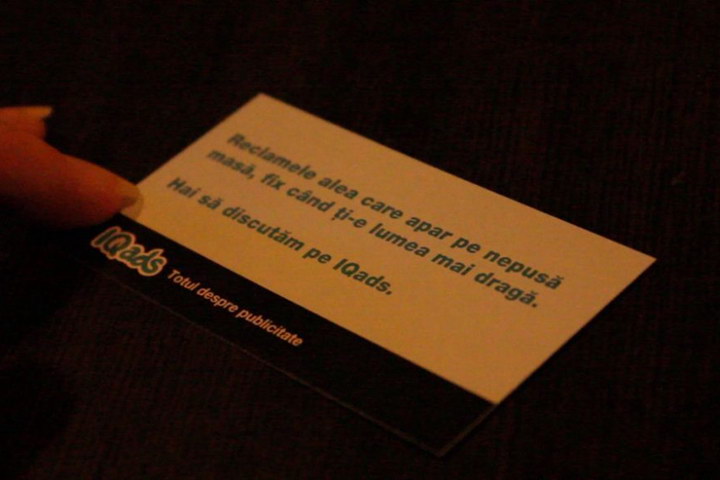 Reclamele alea care apar pe nepusă
masă, fix când ți-e lumea mai dragă.
Hai să discutăm pe IQads.
IQads Totul despre publicitate